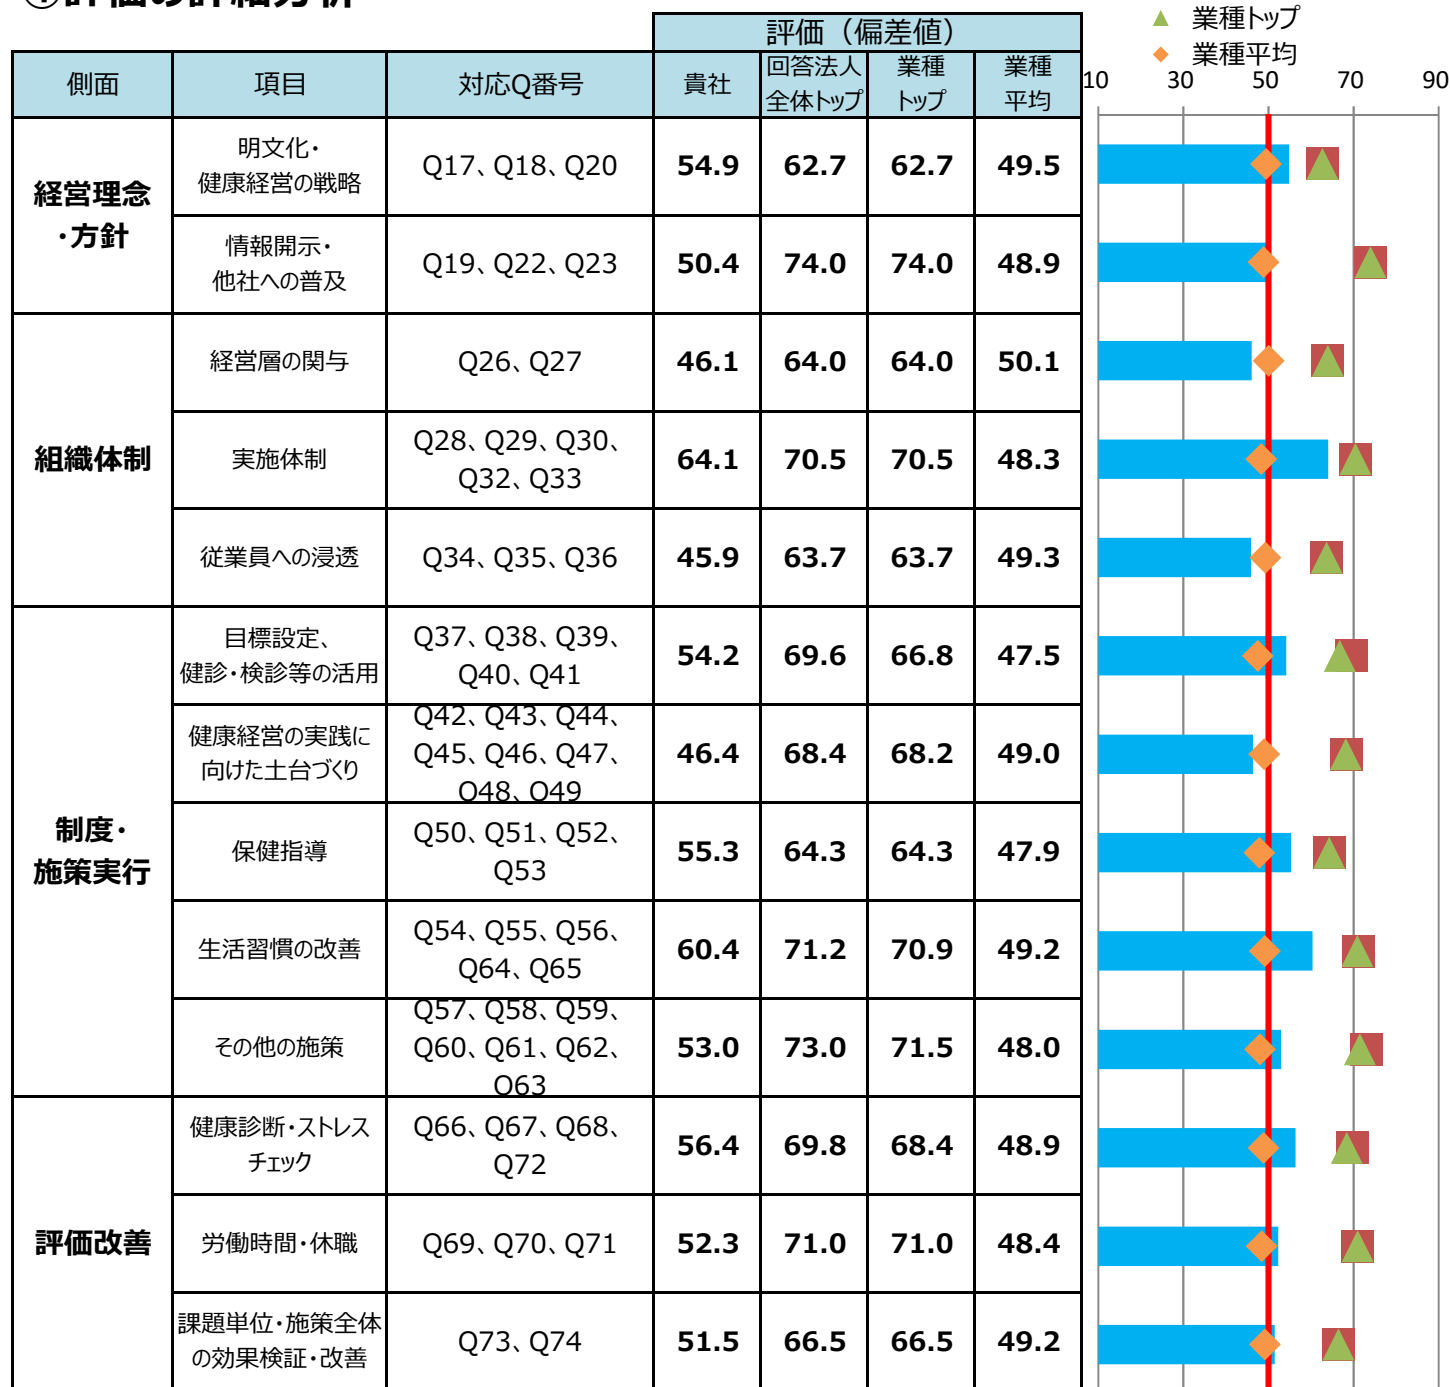 ①評価の詳細分析
▲ 業種トップ
◆ 業種平均
評価（偏差値）
側面 項目 対応Q番号 貴社 回答法人全体トップ 業種トップ 業種平均
10 30 50 70 90
経営理念・方針
明文化・
健康経営の戦略
Q17、Q18、Q20
54.9 62.7 62.7 49.5
情報開示・
他社への普及
Q19、Q22、Q23
50.4 74.0 74.0 48.9
組織体制
経営層の関与
Q26、Q27
46.1 64.0 64.0 50.1
実施体制
Q28、Q29、Q30、
Q32、Q33
64.1 70.5 70.5 48.3
従業員への浸透
Q34、Q35、Q36
45.9 63.7 63.7 49.3
制度・
施策実行
目標設定、
健診・検診等の活用
Q37、Q38、Q39、
Q40、Q41
54.2 69.6 66.8 47.5
健康経営の実践に
向けた土台づくり
Q42、Q43、Q44、
Q45、Q46、Q47、
Q48、Q49
46.4 68.4 68.2 49.0
保健指導
Q50、Q51、Q52、
Q53
55.3 64.3 64.3 47.9
生活習慣の改善
Q54、Q55、Q56、
Q64、Q65
60.4 71.2 70.9 49.2
その他の施策
Q57、Q58、Q59、
Q60、Q61、Q62、
Q63
53.0 73.0 71.5 48.0
評価改善
健康診断・ストレス
チェック
Q66、Q67、Q68、
Q72
56.4 69.8 68.4 48.9
労働時間・休職
Q69、Q70、Q71
52.3 71.0 71.0 48.4
課題単位・施策全体
の効果検証・改善
Q73、Q74
51.5 66.5 66.5 49.2